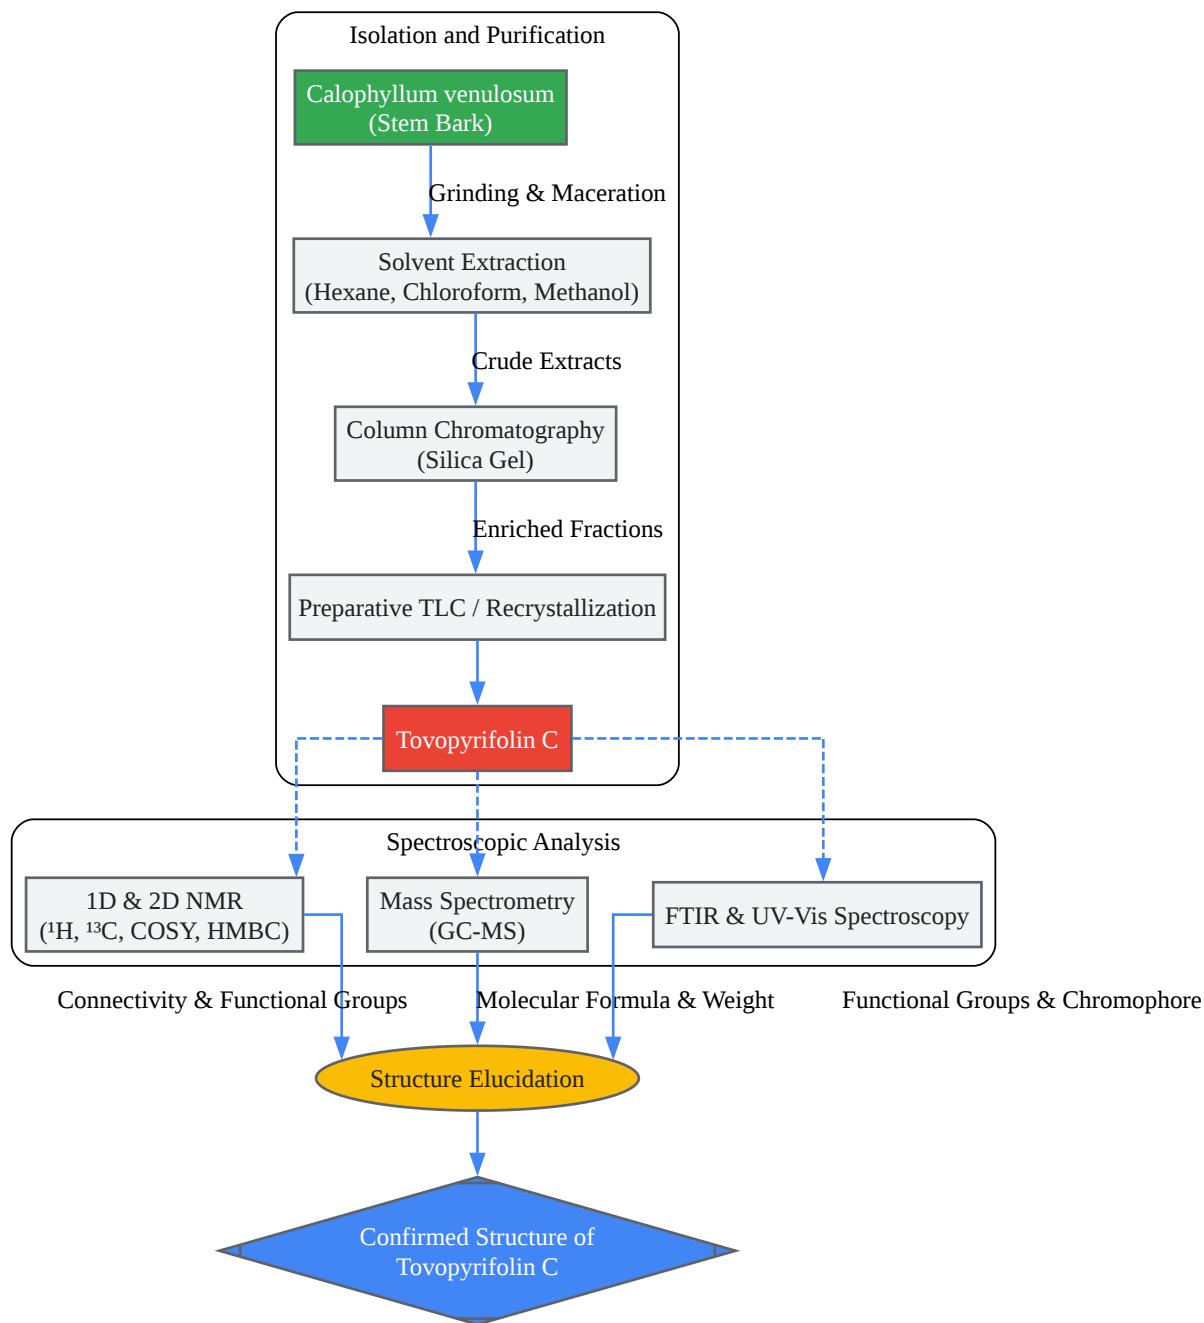 Isolation and Purification
Calophyllum venulosum
(Stem Bark)
Grinding & Maceration
Solvent Extraction
(Hexane, Chloroform, Methanol)
Crude Extracts
Column Chromatography
(Silica Gel)
Enriched Fractions
Preparative TLC / Recrystallization
Tovopyrifolin C
Spectroscopic Analysis
1D & 2D NMR
(¹H, ¹³C, COSY, HMBC)
Mass Spectrometry
(GC-MS)
FTIR & UV-Vis Spectroscopy
Connectivity & Functional Groups
Molecular Formula & Weight
Functional Groups & Chromophore
Structure Elucidation
Confirmed Structure of
Tovopyrifolin C